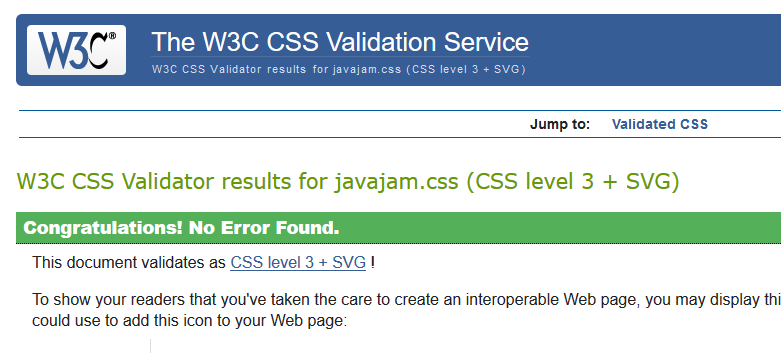 W3C®
The W3C CSS Validation Service
W3C CSS Validator results for javajam.css (CSS level 3 + SVG)
Jump to: Validated CSS
W3C CSS Validator results for javajam.css (CSS level 3 + SVG)
Congratulations! No Error Found.
This document validates as CSS level 3 + SVG !
To show your readers that you've taken the care to create an interoperable Web page, you may display thi
could use to add this icon to your Web page: